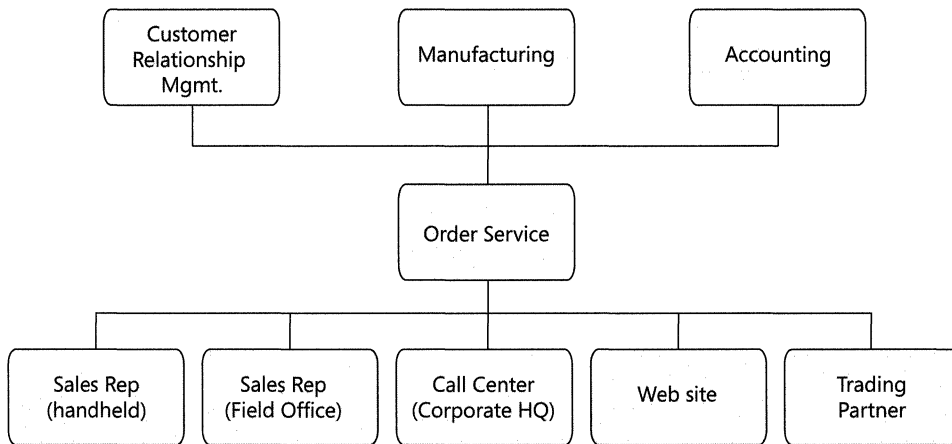 Customer
Relationship
Mgmt.
Manufacturing
Accounting
Order Service
Sales Rep
(handheld)
Sales Rep
(Field Office)
Call Center
(Corporate HQ)
Web site
Trading
Partner